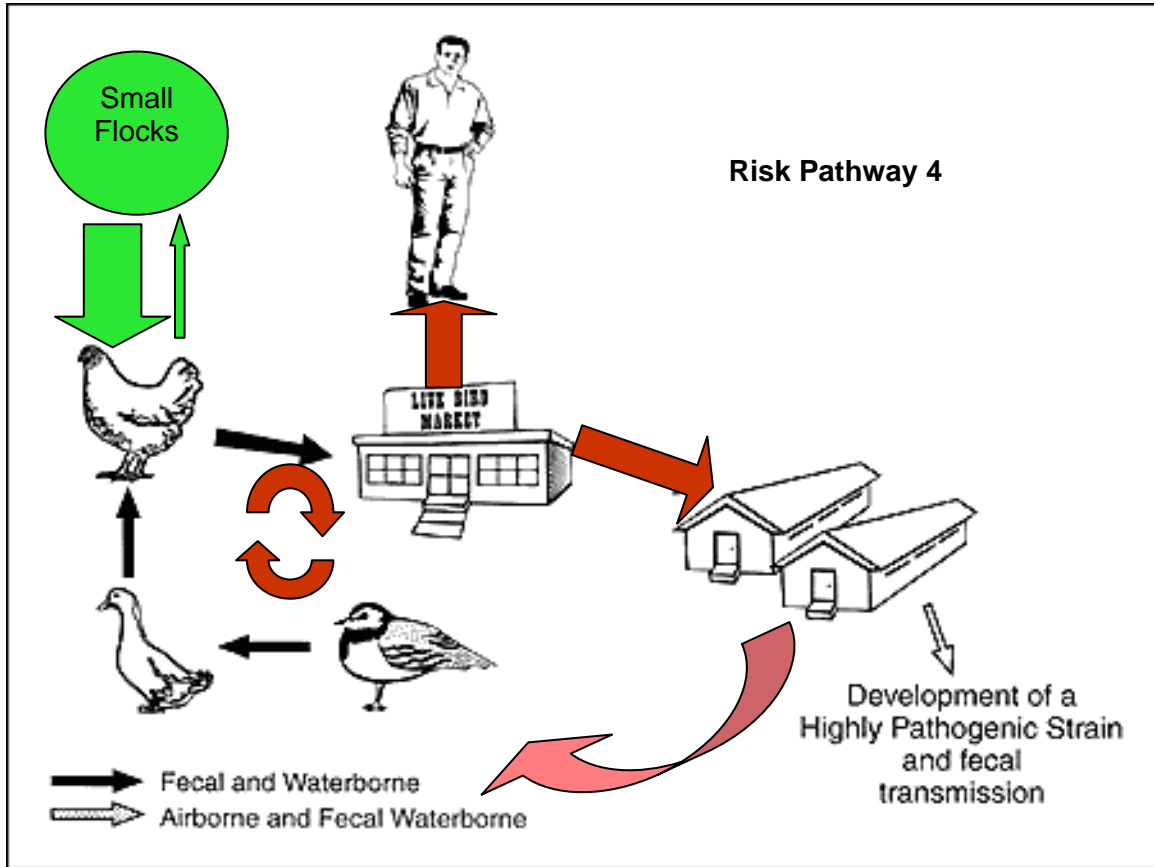 Small
Flocks
Risk Pathway 4
LIVE BIRD
MARKET
Development of a
Highly Pathogenic Strain
and fecal
transmission
Fecal and Waterborne
Airborne and Fecal Waterborne